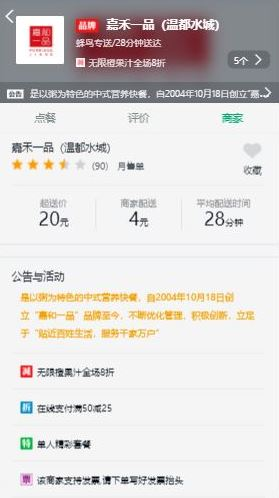 嘉和一品
品牌 嘉禾一品（温都水城）
蜂鸟专送/28分钟送达
减 无限橙果汁全场8折
5个 >
公告 是以粥为特色的中式营养快餐，自2004年10月18日创立“嘉... >
点餐 评价 商家
嘉禾一品（温都水城）
(90) 月售单
收藏
起送价 商家配送 平均配送时间
20元 4元 28分钟
公告与活动
是以粥为特色的中式营养快餐，自2004年10月18日创
立“嘉和一品”品牌至今，不断优化管理，积极创新，立足
于“贴近百姓生活，服务千家万户”
减 无限橙果汁全场8折
折 在线支付满50减25
特 单人精彩套餐
票 该商家支持发票,请下单写好发票抬头